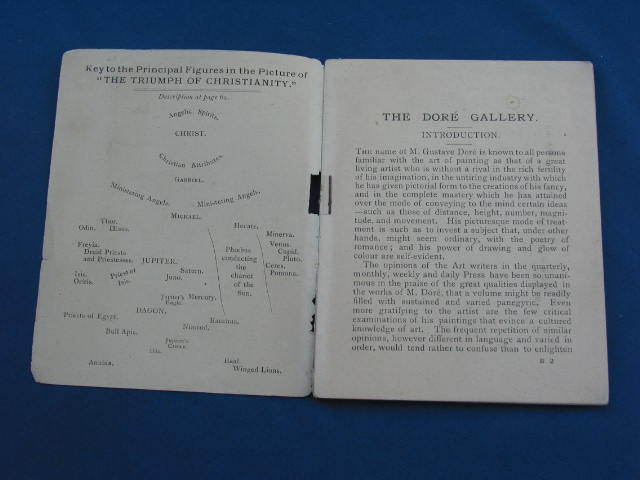 Key to the Principal Figures in the Picture of
"THE TRIUMPH OF CHRISTIANITY."
Description at page 62.
Angelic Spirits.
CHRIST.
Christian Attributes.
GABRIEL.
Ministering Angels. Ministering Angels.
MICHAEL.
Thor.
Odin.
Hecate.
Minerva.
Freyia.
Druid Priests
and Priestesses.
JUPITER.
Phœbus
conducting
the
chariot
of the
Sun.
Venus.
Cupid.
Pluto.
Ceres.
Pomona.
Isis.
Osiris.
Priest of
Isis.
Saturn.
Juno.
Jupiter's Mercury.
Eagle.
DAGON.
Priests of Egypt.
Bull Apis.
Nimrod.
Anubis.
Baal.
Winged Lions.
THE DORÉ GALLERY.
INTRODUCTION.
THE name of M. Gustave Doré is known to all persons
familiar with the art of painting as that of a great
living artist who is without a rival in the rich fertility
of his imagination, in the untiring industry with which
he has given pictorial form to the creations of his fancy,
and in the complete mastery which he has attained
over the mode of conveying to the mind certain ideas
—such as those of distance, height, number, magni-
tude, and movement. His picturesque mode of treat-
ment is such as to invest a subject that, under other
hands, might seem ordinary, with the poetry of
romance; and his power of drawing and glow of
colour are self-evident.
The opinions of the Art writers in the quarterly,
monthly, weekly and daily Press have been so unani-
mous in the praise of the great qualities displayed in
the works of M. Doré, that a volume might be readily
filled with sustained and varied panegyric. Even
more gratifying to the artist are the few critical
examinations of his paintings that evince a cultured
knowledge of art. The frequent repetition of similar
opinions, however different in language and varied in
order, would tend rather to confuse than to enlighten
B 2